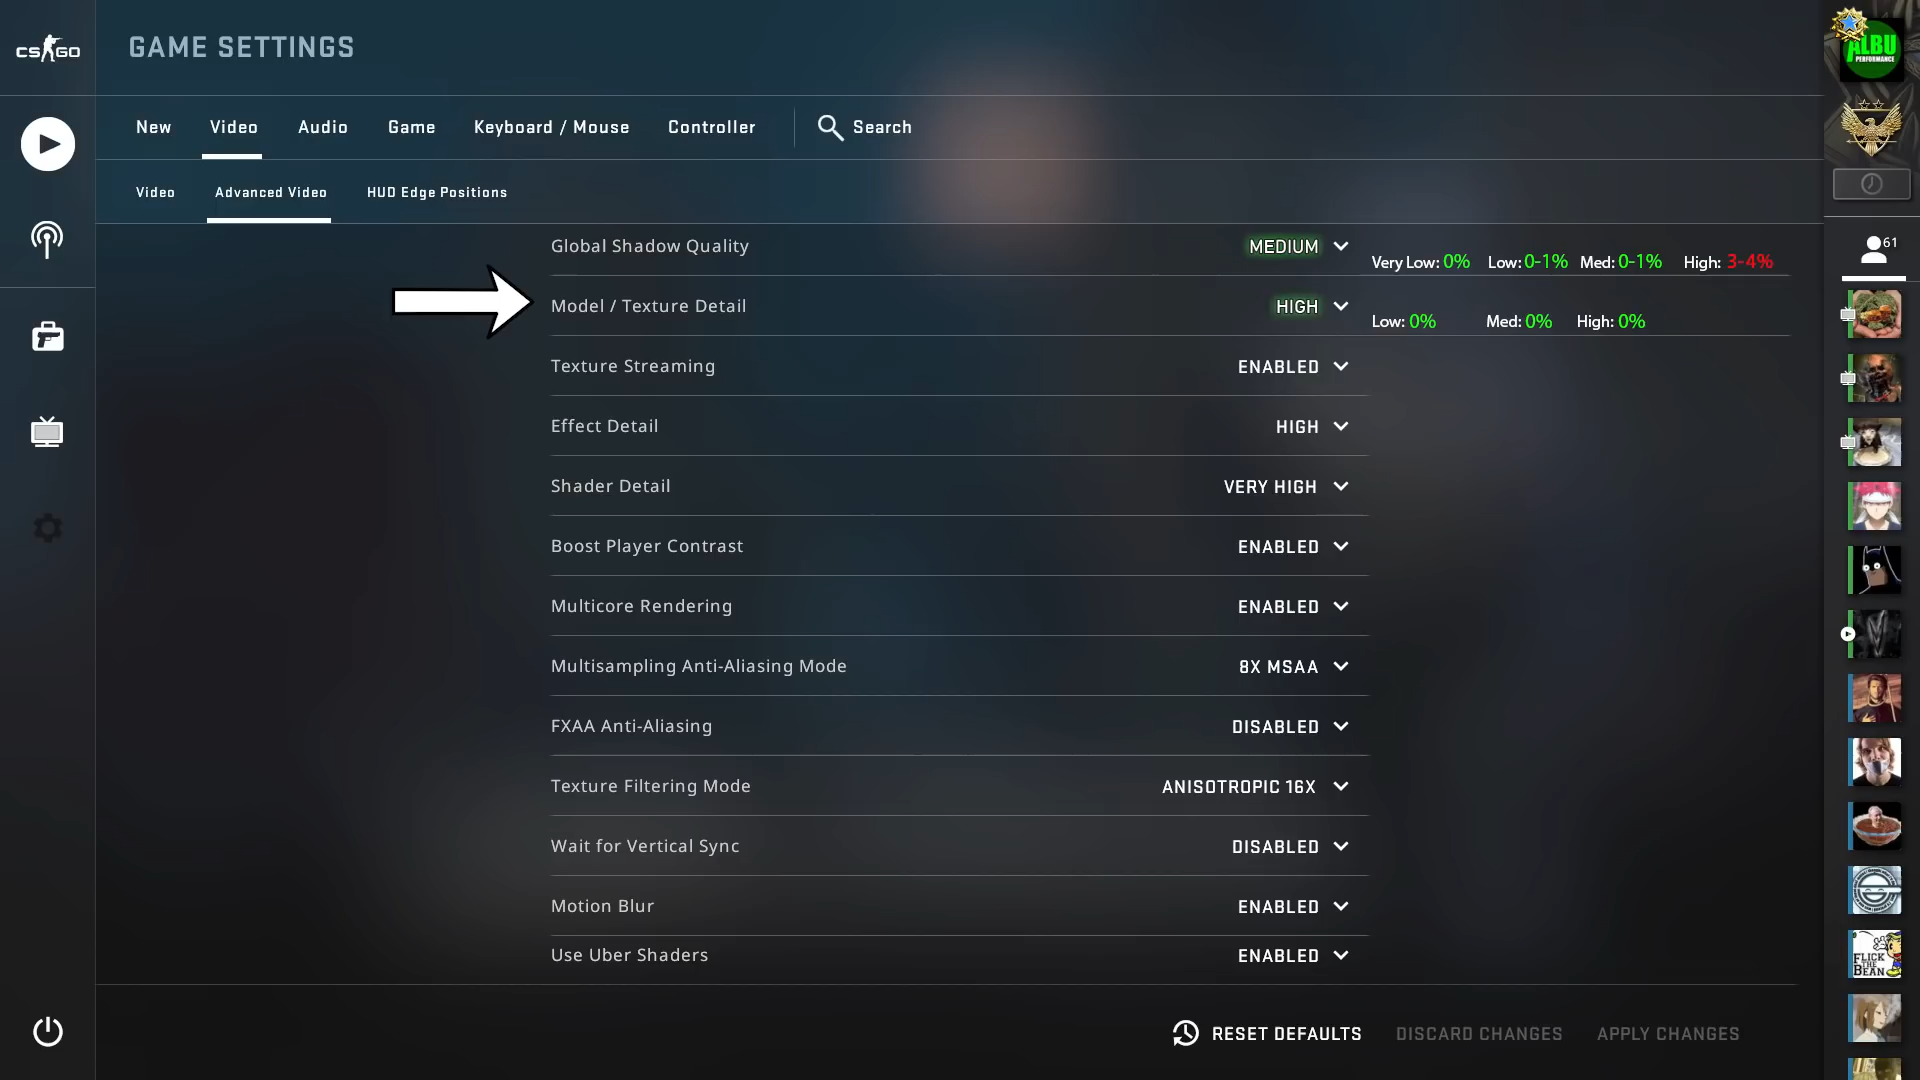 CS GO
GAME SETTINGS
ALBU
PERFORMANCE
New Video Audio Game Keyboard / Mouse Controller Search
Video Advanced Video HUD Edge Positions
61
Global Shadow Quality MEDIUM Very Low: 0% Low: 0-1% Med: 0-1% High: 3-4%
Model / Texture Detail HIGH Low: 0% Med: 0% High: 0%
Texture Streaming ENABLED
Effect Detail HIGH
Shader Detail VERY HIGH
Boost Player Contrast ENABLED
Multicore Rendering ENABLED
Multisampling Anti-Aliasing Mode 8X MSAA
FXAA Anti-Aliasing DISABLED
Texture Filtering Mode ANISOTROPIC 16X
Wait for Vertical Sync DISABLED
Motion Blur ENABLED
Use Uber Shaders ENABLED
FLICK
THE
BEAN
RESET DEFAULTS DISCARD CHANGES APPLY CHANGES